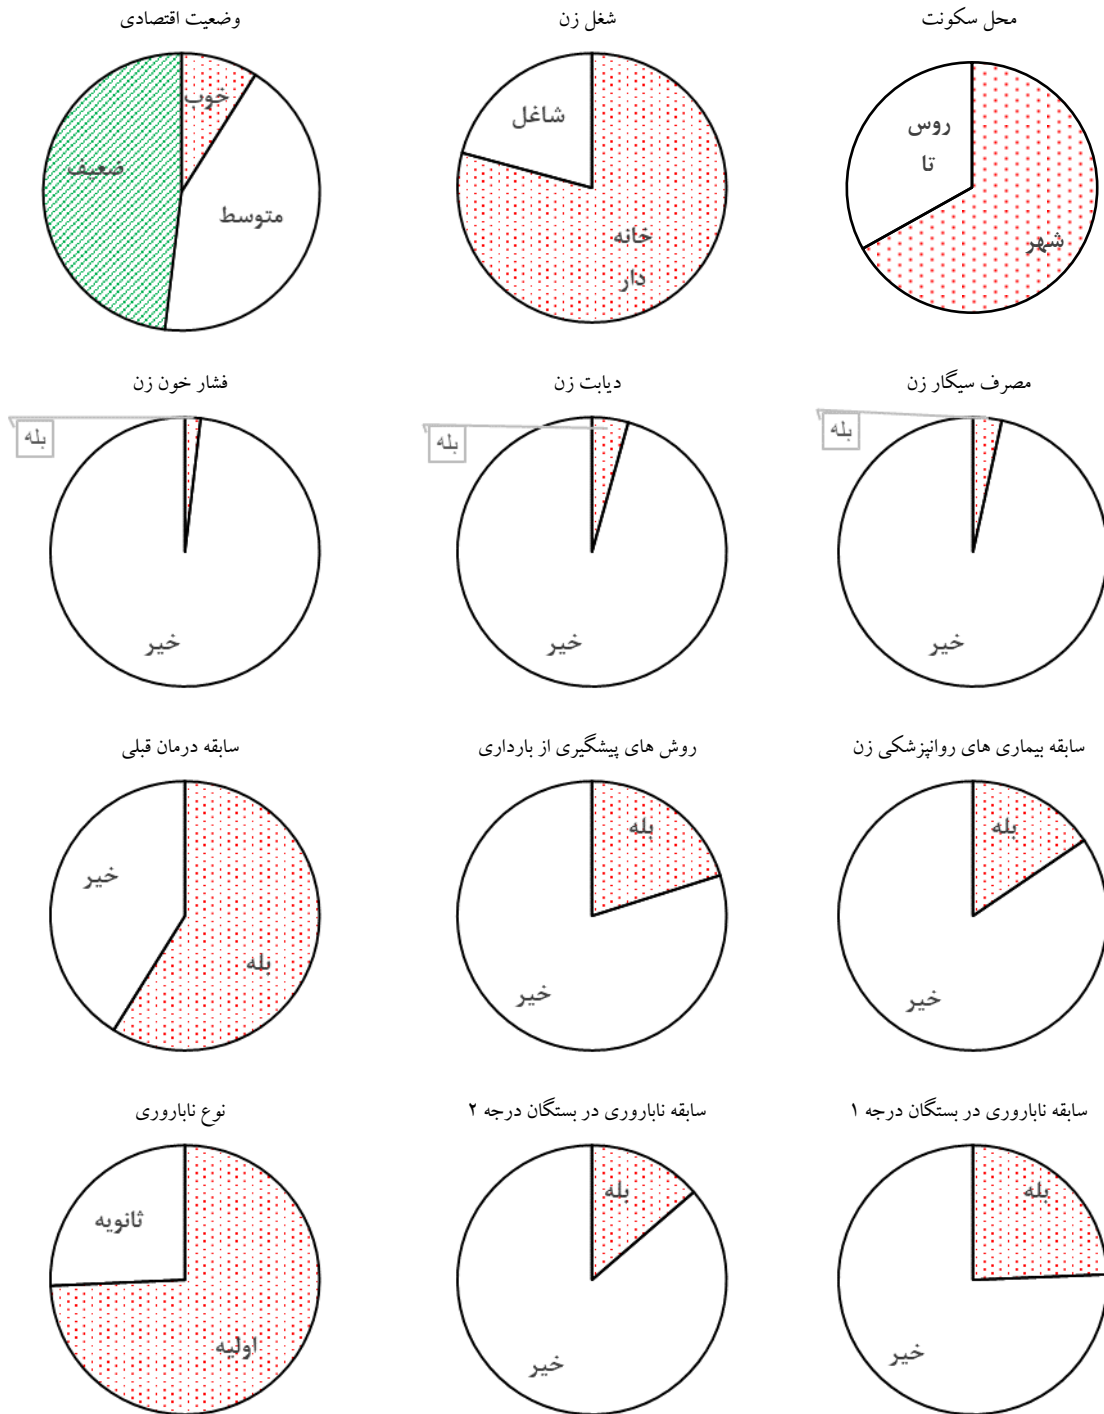 محل سکونت
شغل زن
وضعیت اقتصادی
روس
تا
شهر
شاغل
خانه
دار
خوب
متوسط
ضعیف
مصرف سیگار زن
دیابت زن
فشار خون زن
بله
خیر
بله
خیر
بله
خیر
سابقه بیماری های روانپزشکی زن
روش های پیشگیری از بارداری
سابقه درمان قبلی
بله
خیر
بله
خیر
خیر
بله
سابقه ناباروری در بستگان درجه ۱
سابقه ناباروری در بستگان درجه ۲
نوع ناباروری
بله
خیر
بله
خیر
ثانویه
اولیه